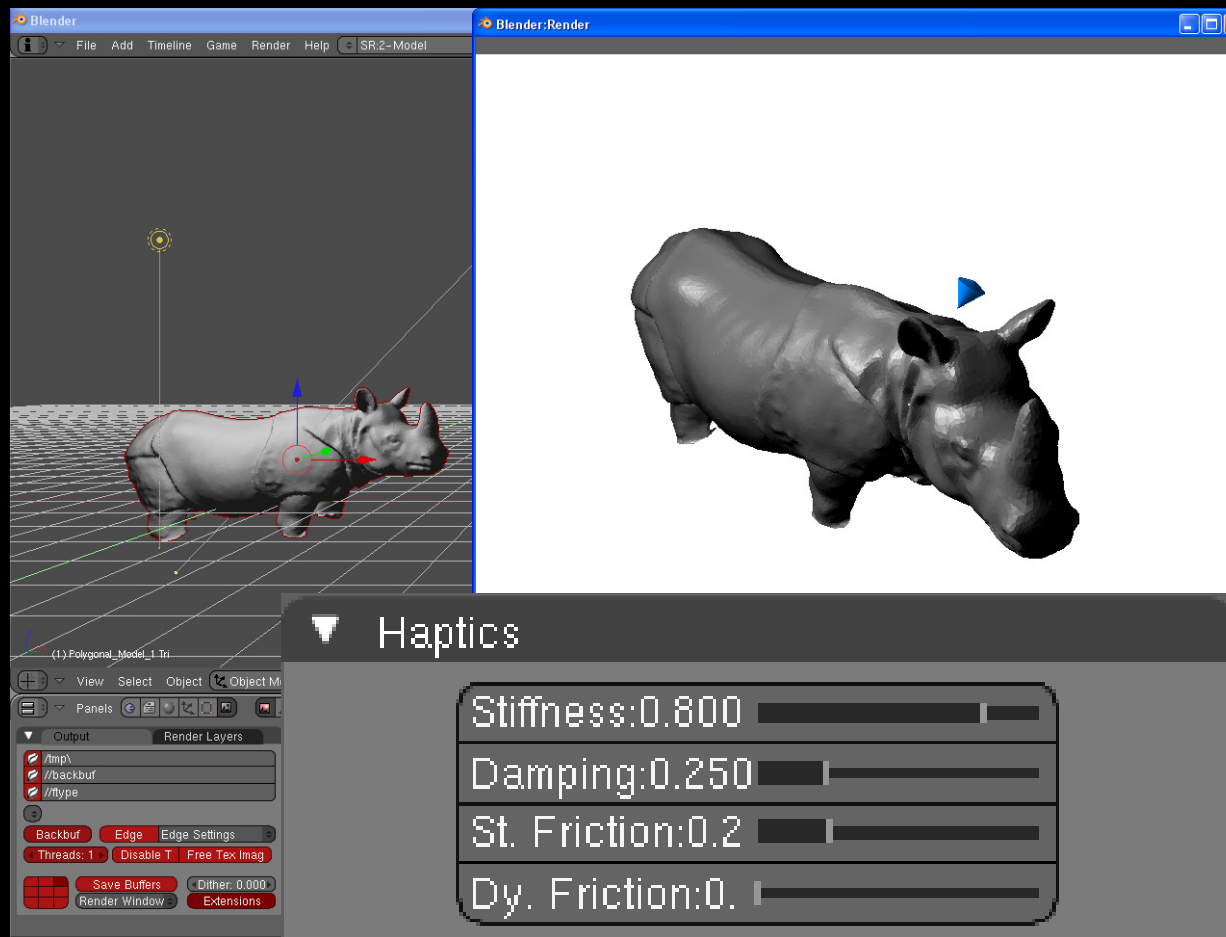 Blender
File Add Timeline Game Render Help SR:2-Model
Blender:Render
(1) Polygonal_Model_1 Tri
View Select Object Object M
Panels
Output Render Layers
/tmp\
//backbuf
//ftype
Backbuf Edge Edge Settings
Threads: 1 Disable T Free Tex Imag
Save Buffers Dither: 0.000
Render Window Extensions
Haptics
Stiffness:0.800
Damping:0.250
St. Friction:0.2
Dy. Friction:0.